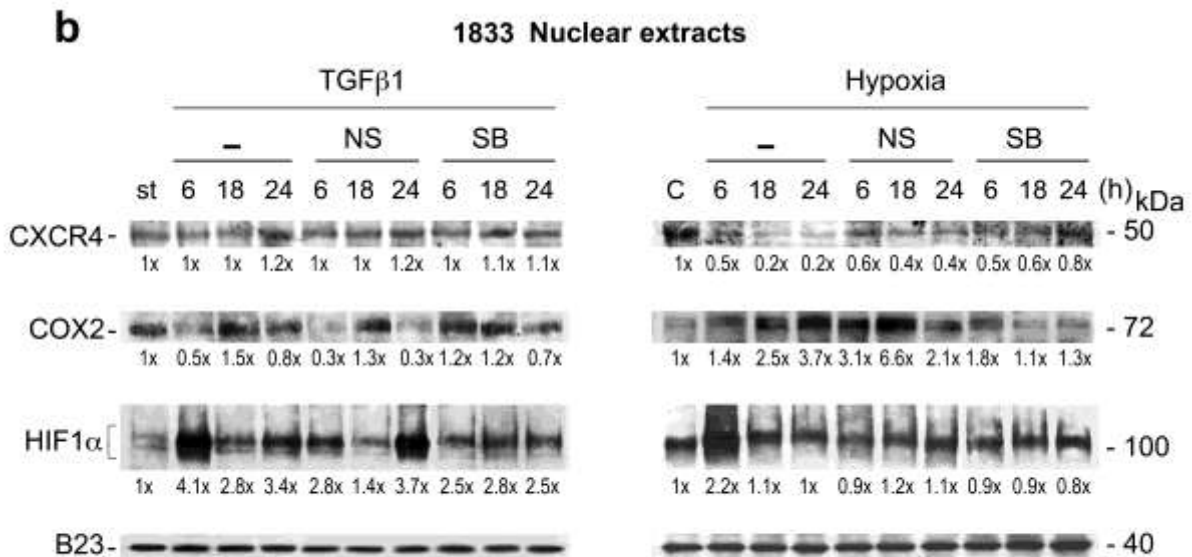 b
1833 Nuclear extracts
TGFβ1 Hypoxia
– NS SB – NS SB
st 6 18 24 6 18 24 6 18 24 C 6 18 24 6 18 24 6 18 24 (h) kDa
CXCR4 - - 50
1x 1x 1x 1.2x 1x 1x 1.2x 1x 1.1x 1.1x 1x 0.5x 0.2x 0.2x 0.6x 0.4x 0.4x 0.5x 0.6x 0.8x
COX2 - - 72
1x 0.5x 1.5x 0.8x 0.3x 1.3x 0.3x 1.2x 1.2x 0.7x 1x 1.4x 2.5x 3.7x 3.1x 6.6x 2.1x 1.8x 1.1x 1.3x
HIF1α - 100
1x 4.1x 2.8x 3.4x 2.8x 1.4x 3.7x 2.5x 2.8x 2.5x 1x 2.2x 1.1x 1x 0.9x 1.2x 1.1x 0.9x 0.9x 0.8x
B23 - - 40